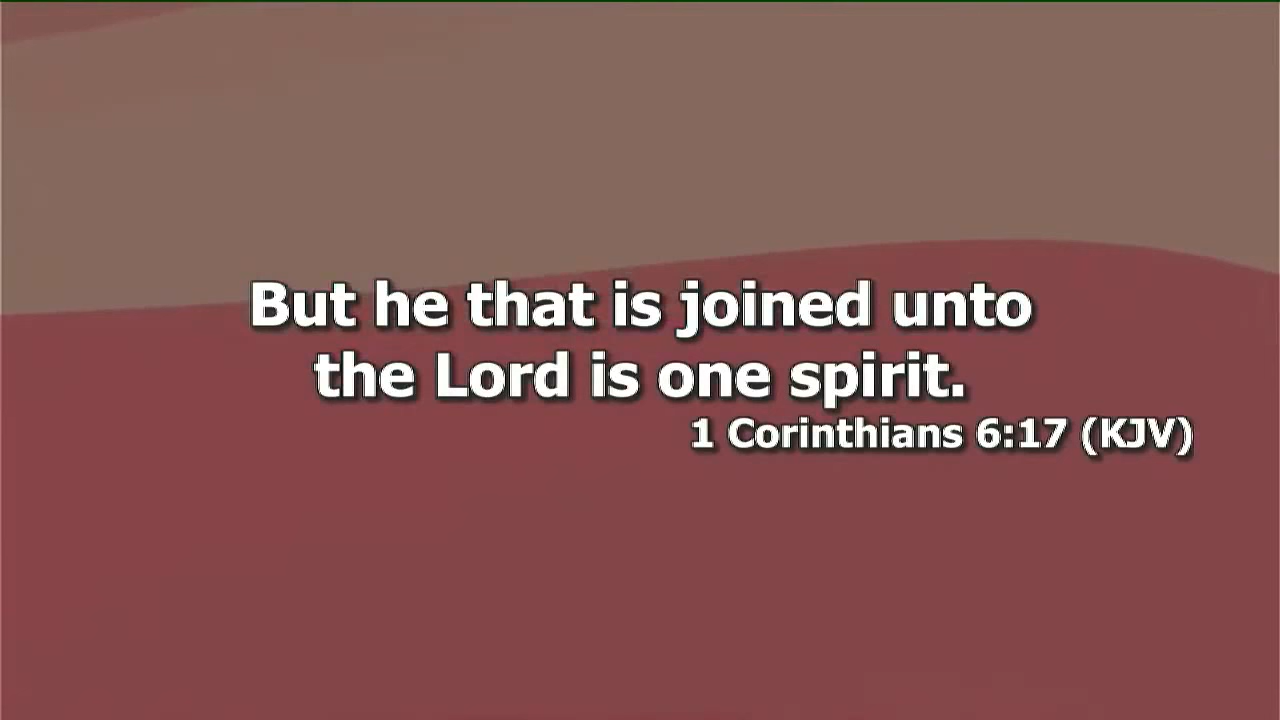 But he that is joined unto
the Lord is one spirit.
1 Corinthians 6:17 (KJV)